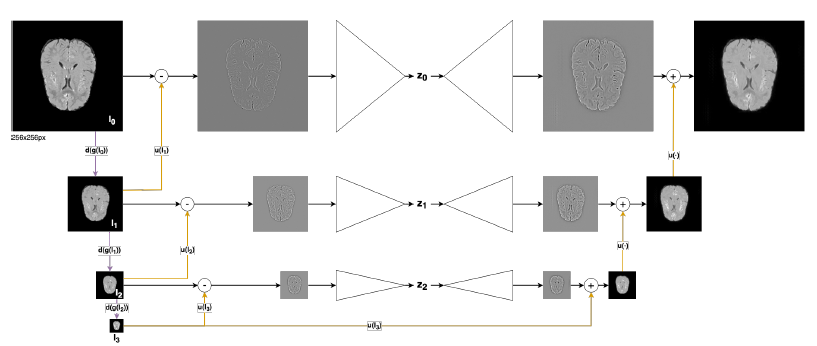 I₀
256x256px
- z₀ +
d(g(I₀)) u(I₁) u(·)
I₁
- z₁ +
d(g(I₁)) u(I₂) u(·)
I₂
- z₂ +
d(g(I₂)) u(I₃)
u(I₃)
I₃